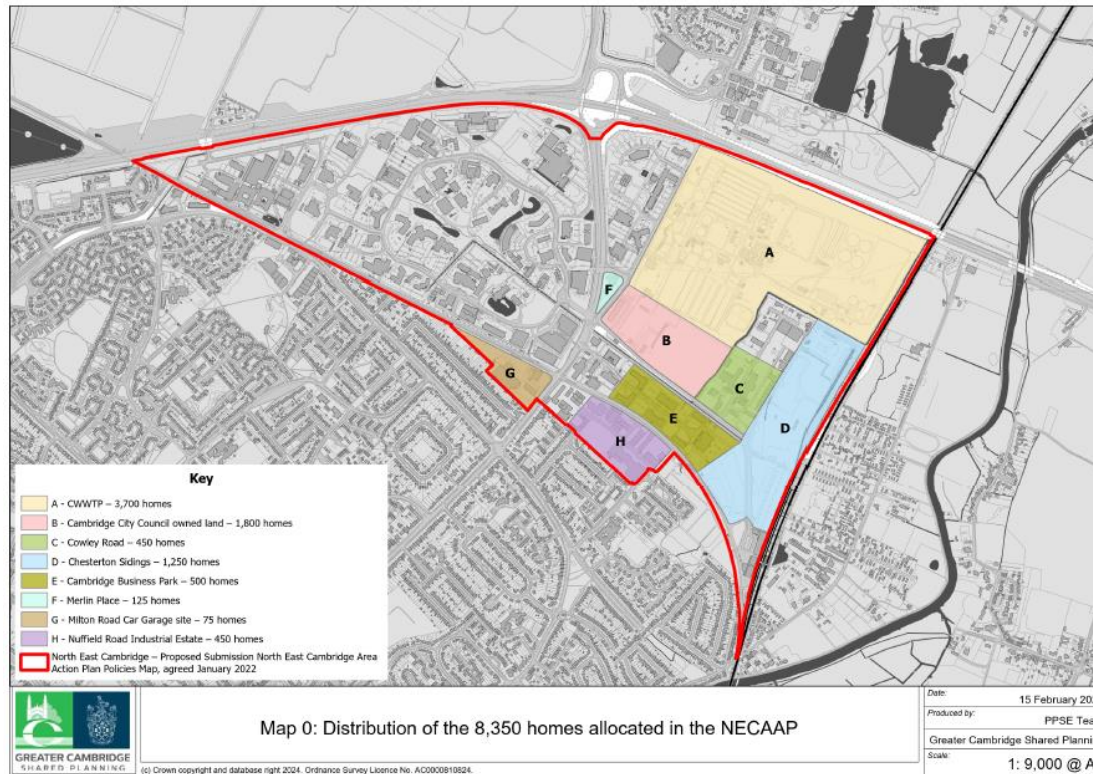 A
F
B
C
G
E
D
H
Key
A - CWWTP – 3,700 homes
B - Cambridge City Council owned land – 1,800 homes
C - Cowley Road – 450 homes
D - Chesterton Sidings – 1,250 homes
E - Cambridge Business Park – 500 homes
F - Merlin Place – 125 homes
G - Milton Road Car Garage site – 75 homes
H - Nuffield Road Industrial Estate – 450 homes
North East Cambridge – Proposed Submission North East Cambridge Area
Action Plan Policies Map, agreed January 2022
GREATER CAMBRIDGE
SHARED PLANNING
Map 0: Distribution of the 8,350 homes allocated in the NECAAP
(c) Crown copyright and database right 2024. Ordnance Survey Licence No. AC0000810824.
Date:
15 February 202
Produced by:
PPSE Tea
Greater Cambridge Shared Plannin
Scale:
1: 9,000 @ A